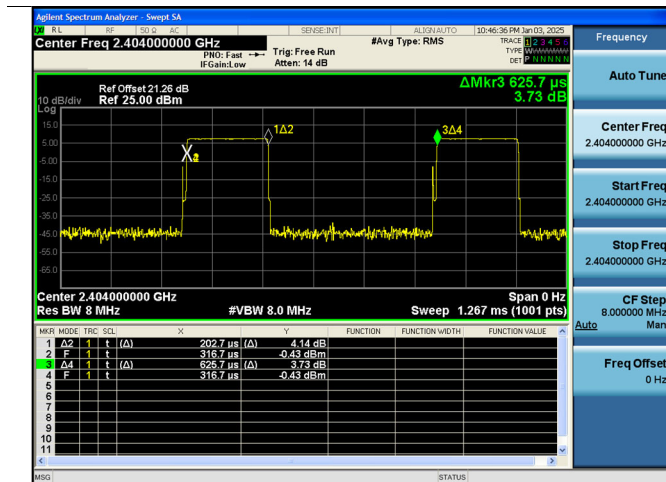 Agilent Spectrum Analyzer - Swept SA
RL RF 50 Ω AC SENSE:INT ALIGNAUTO 10:46:36 PM Jan 03, 2025
Center Freq 2.404000000 GHz #Avg Type: RMS TRACE 1 2 3 4 5 6
PNO: Fast Trig: Free Run TYPE
IFGain:Low Atten: 14 dB DET P N N N N N
ΔMkr3 625.7 µs
Ref Offset 21.26 dB
3.73 dB
10 dB/div Ref 25.00 dBm
Log
15.0
5.00
-5.00
-15.0
-25.0
-35.0
-45.0
-55.0
-65.0
1Δ2
3Δ4
Center 2.404000000 GHz Span 0 Hz
Res BW 8 MHz #VBW 8.0 MHz Sweep 1.267 ms (1001 pts)
MKR MODE TRC SCL X Y FUNCTION FUNCTION WIDTH FUNCTION VALUE
1 Δ2 1 t (Δ) 202.7 µs (Δ) 4.14 dB
2 F 1 t 316.7 µs -0.43 dBm
3 Δ4 1 t (Δ) 625.7 µs (Δ) 3.73 dB
4 F 1 t 316.7 µs -0.43 dBm
5
6
7
8
9
10
11
MSG STATUS
Frequency
Auto Tune
Center Freq
2.404000000 GHz
Start Freq
2.404000000 GHz
Stop Freq
2.404000000 GHz
CF Step
8.000000 MHz
Auto Man
Freq Offset
0 Hz